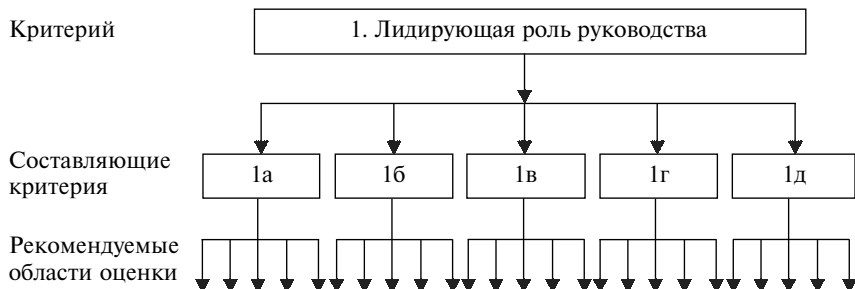 Критерий
1. Лидирующая роль руководства
Составляющие
критерия
1а
1б
1в
1г
1д
Рекомендуемые
области оценки